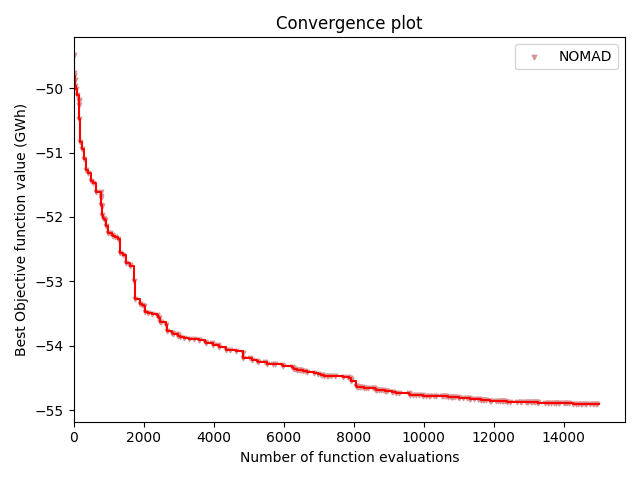 Convergence plot
NOMAD
Best Objective function value (GWh)
−50
−51
−52
−53
−54
−55
0 2000 4000 6000 8000 10000 12000 14000
Number of function evaluations